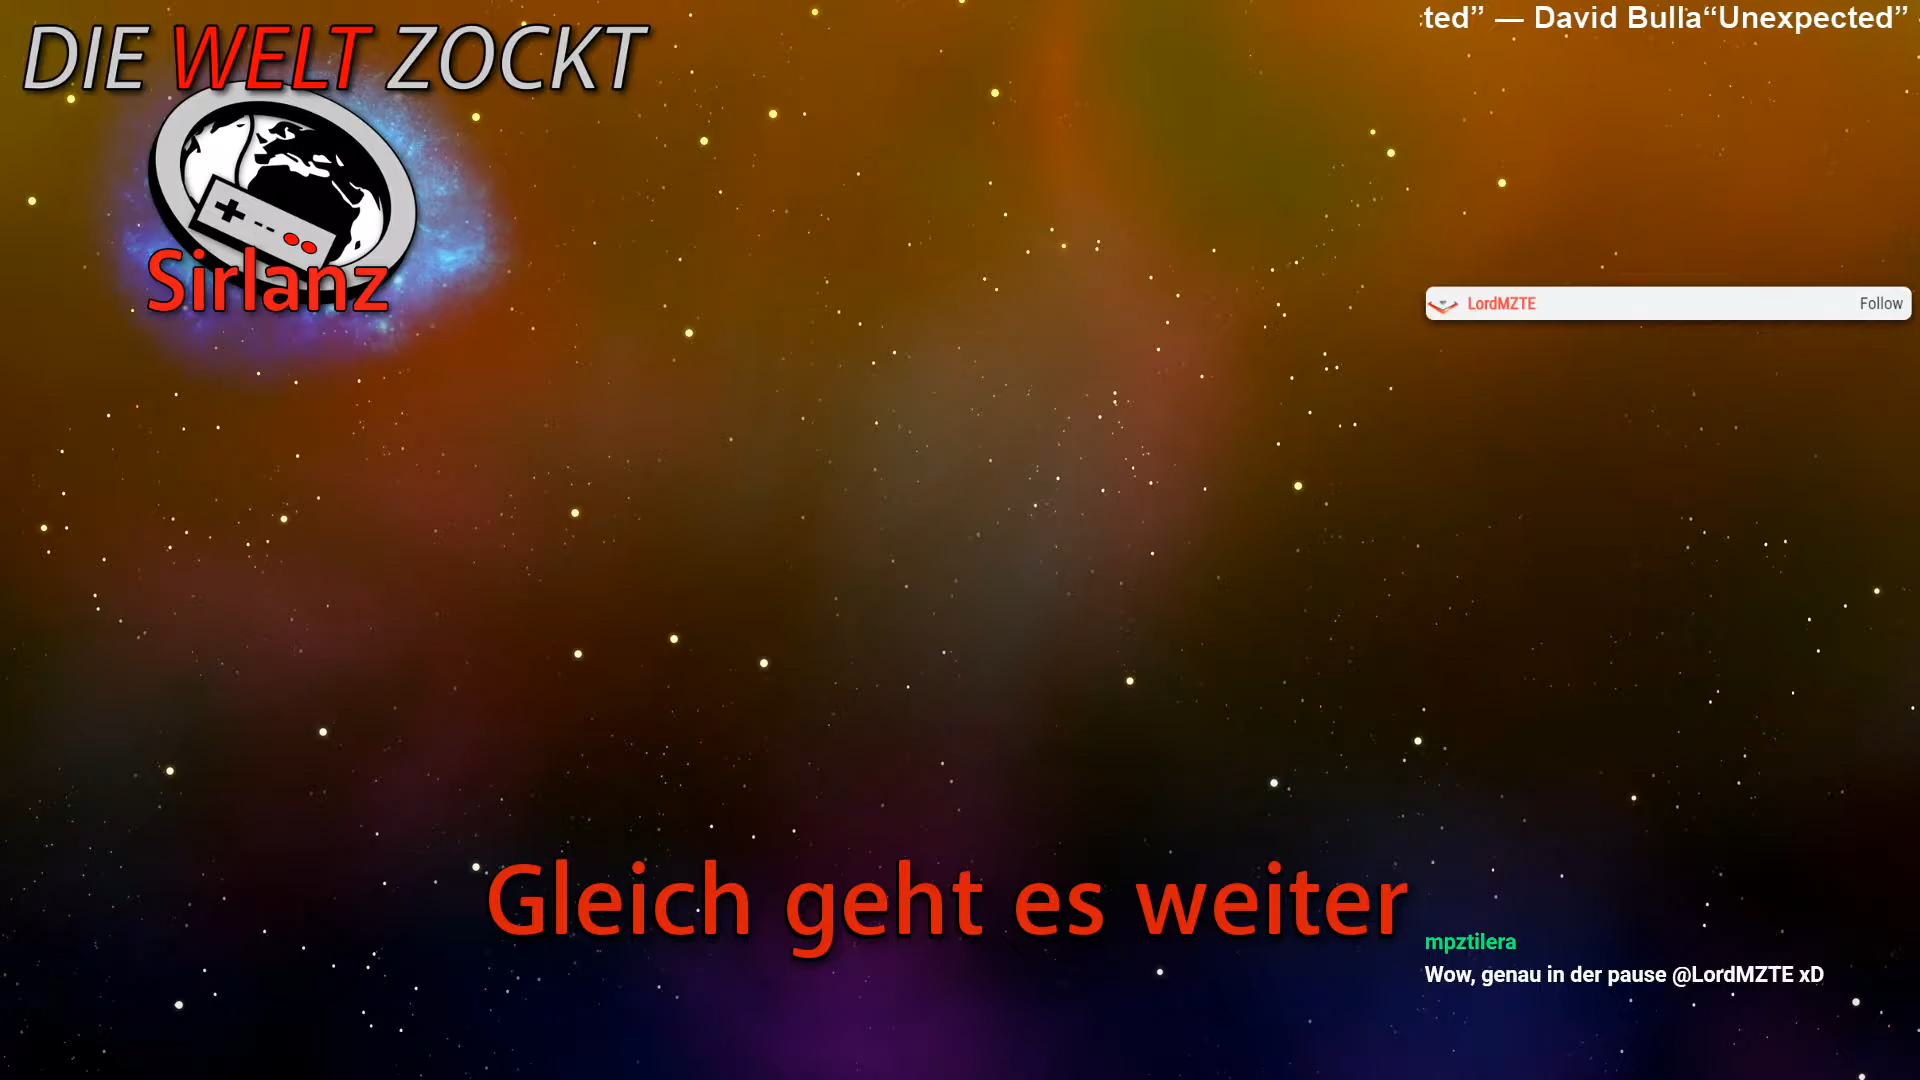 DIE WELT ZOCKT
ted” — David Bulla“Unexpected”
Sirlanz
LordMZTE Follow
Gleich geht es weiter
mpztilera
Wow, genau in der pause @LordMZTE xD